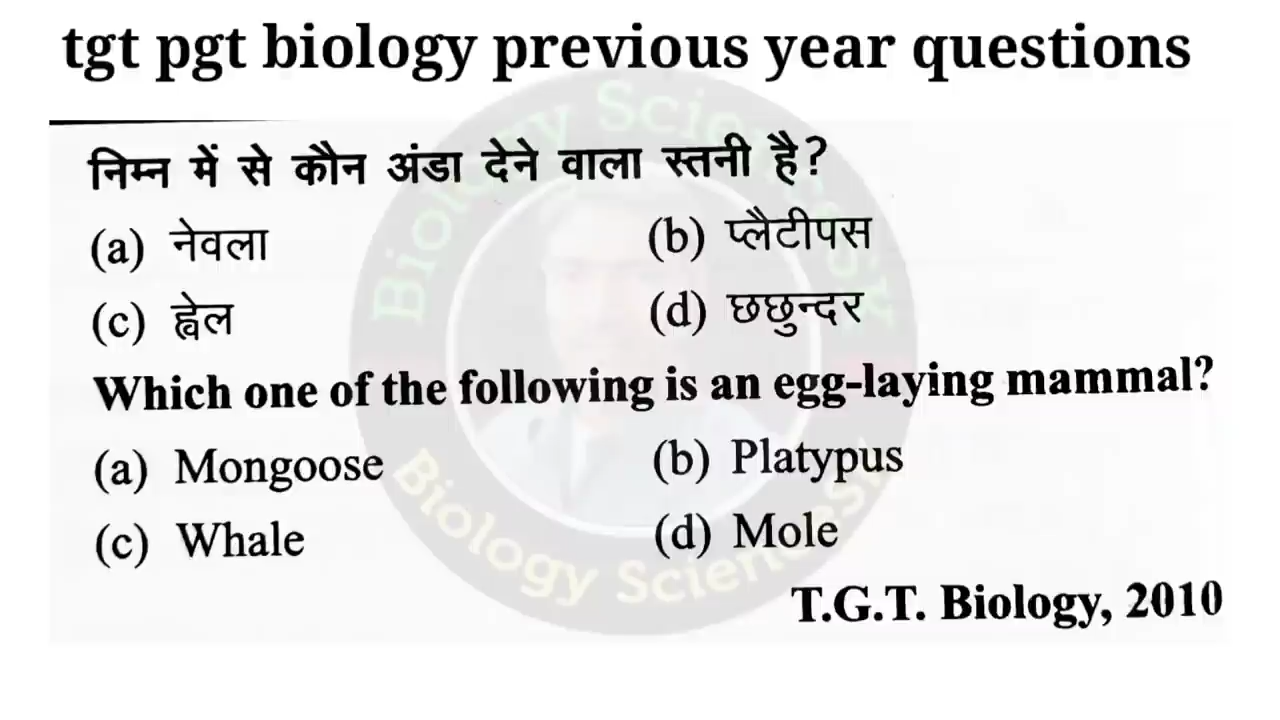 tgt pgt biology previous year questions
निम्न में से कौन अंडा देने वाला स्तनी है?
(a) नेवला (b) प्लैटीपस
(c) ह्वेल (d) छछुन्दर
Which one of the following is an egg-laying mammal?
(a) Mongoose (b) Platypus
(c) Whale (d) Mole
T.G.T. Biology, 2010